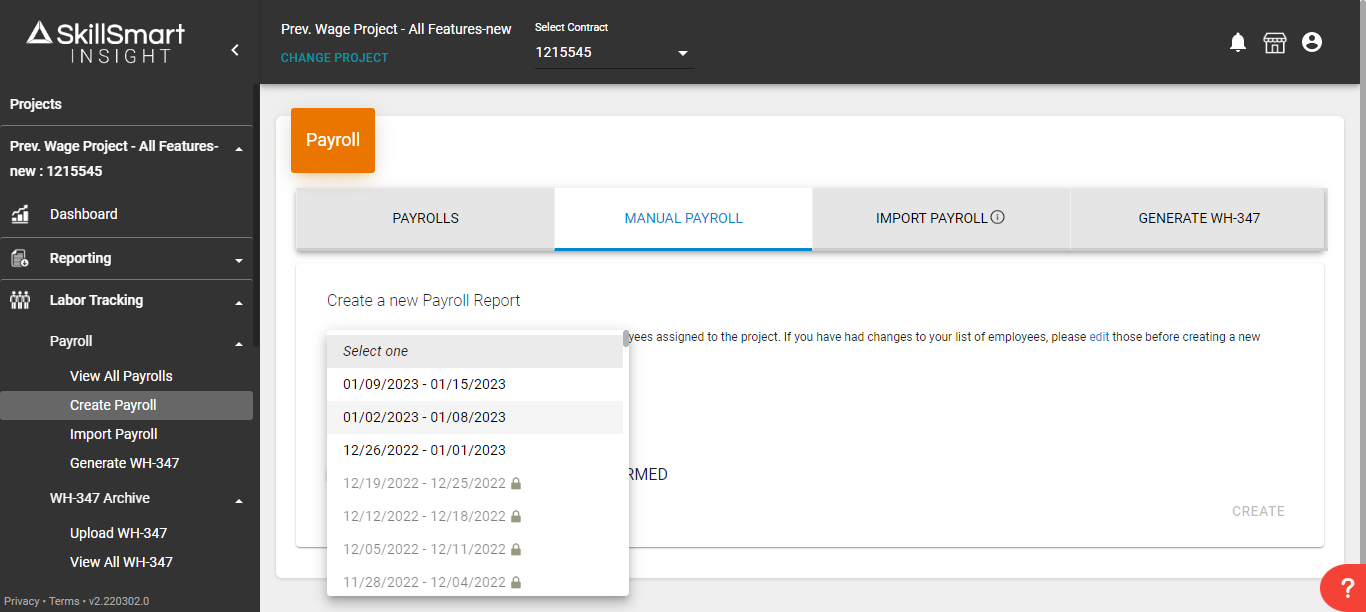 SkillSmart
INSIGHT
Prev. Wage Project - All Features-new
CHANGE PROJECT
Select Contract
1215545
Projects
Prev. Wage Project - All Features-
new : 1215545
Dashboard
Reporting
Labor Tracking
Payroll
View All Payrolls
Create Payroll
Import Payroll
Generate WH-347
WH-347 Archive
Upload WH-347
View All WH-347
Privacy • Terms • v2.220302.0
Payroll
PAYROLLS
MANUAL PAYROLL
IMPORT PAYROLL
GENERATE WH-347
Create a new Payroll Report
yees assigned to the project. If you have had changes to your list of employees, please edit those before creating a new
Select one
01/09/2023 - 01/15/2023
01/02/2023 - 01/08/2023
12/26/2022 - 01/01/2023
12/19/2022 - 12/25/2022
12/12/2022 - 12/18/2022
12/05/2022 - 12/11/2022
11/28/2022 - 12/04/2022
RMED
CREATE
?